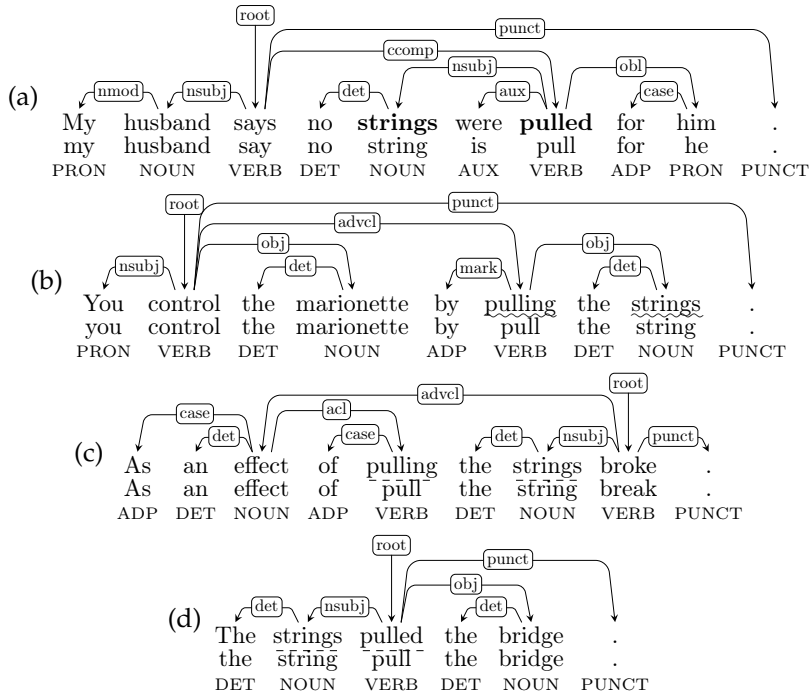 root
punct
ccomp
nsubj obl
nmod nsubj det aux case
(a)
My husband says no strings were pulled for him .
my husband say no string is pull for he .
PRON NOUN VERB DET NOUN AUX VERB ADP PRON PUNCT
root punct
advcl
obj obj
nsubj det mark det
(b)
You control the marionette by pulling the strings .
you control the marionette by pull the string .
PRON VERB DET NOUN ADP VERB DET NOUN PUNCT
root
advcl
case acl
det case det nsubj punct
(c)
As an effect of pulling the strings broke .
As an effect of pull the string break .
ADP DET NOUN ADP VERB DET NOUN VERB PUNCT
root
punct
obj
det nsubj det
(d)
The strings pulled the bridge .
the string pull the bridge .
DET NOUN VERB DET NOUN PUNCT